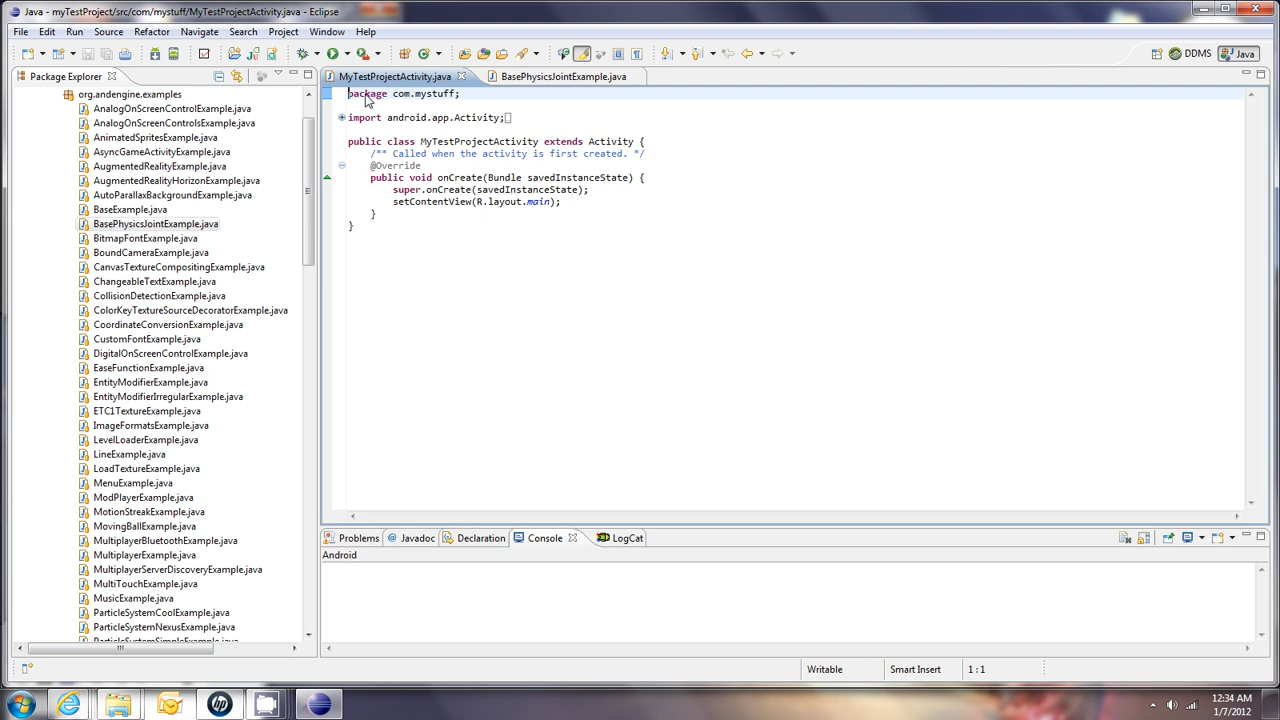 Java - myTestProject/src/com/mystuff/MyTestProjectActivity.java - Eclipse
File Edit Run Source Refactor Navigate Search Project Window Help
DDMS Java
Package Explorer
MyTestProjectActivity.java BasePhysicsJointExample.java
org.andengine.examples
AnalogOnScreenControlExample.java
AnalogOnScreenControlsExample.java
AnimatedSpritesExample.java
AsyncGameActivityExample.java
AugmentedRealityExample.java
AugmentedRealityHorizonExample.java
AutoParallaxBackgroundExample.java
BaseExample.java
BasePhysicsJointExample.java
BitmapFontExample.java
BoundCameraExample.java
CanvasTextureCompositingExample.java
ChangeableTextExample.java
CollisionDetectionExample.java
ColorKeyTextureSourceDecoratorExample.java
CoordinateConversionExample.java
CustomFontExample.java
DigitalOnScreenControlExample.java
EaseFunctionExample.java
EntityModifierExample.java
EntityModifierIrregularExample.java
ETC1TextureExample.java
ImageFormatsExample.java
LevelLoaderExample.java
LineExample.java
LoadTextureExample.java
MenuExample.java
ModPlayerExample.java
MotionStreakExample.java
MovingBallExample.java
MultiplayerBluetoothExample.java
MultiplayerExample.java
MultiplayerServerDiscoveryExample.java
MultiTouchExample.java
MusicExample.java
ParticleSystemCoolExample.java
ParticleSystemNexusExample.java
ParticleSystemSimpleExample.java
package com.mystuff;
import android.app.Activity;
public class MyTestProjectActivity extends Activity {
/** Called when the activity is first created. */
@Override
public void onCreate(Bundle savedInstanceState) {
super.onCreate(savedInstanceState);
setContentView(R.layout.main);
}
}
Problems Javadoc Declaration Console LogCat
Android
Writable Smart Insert 1 : 1
hp
12:34 AM
1/7/2012